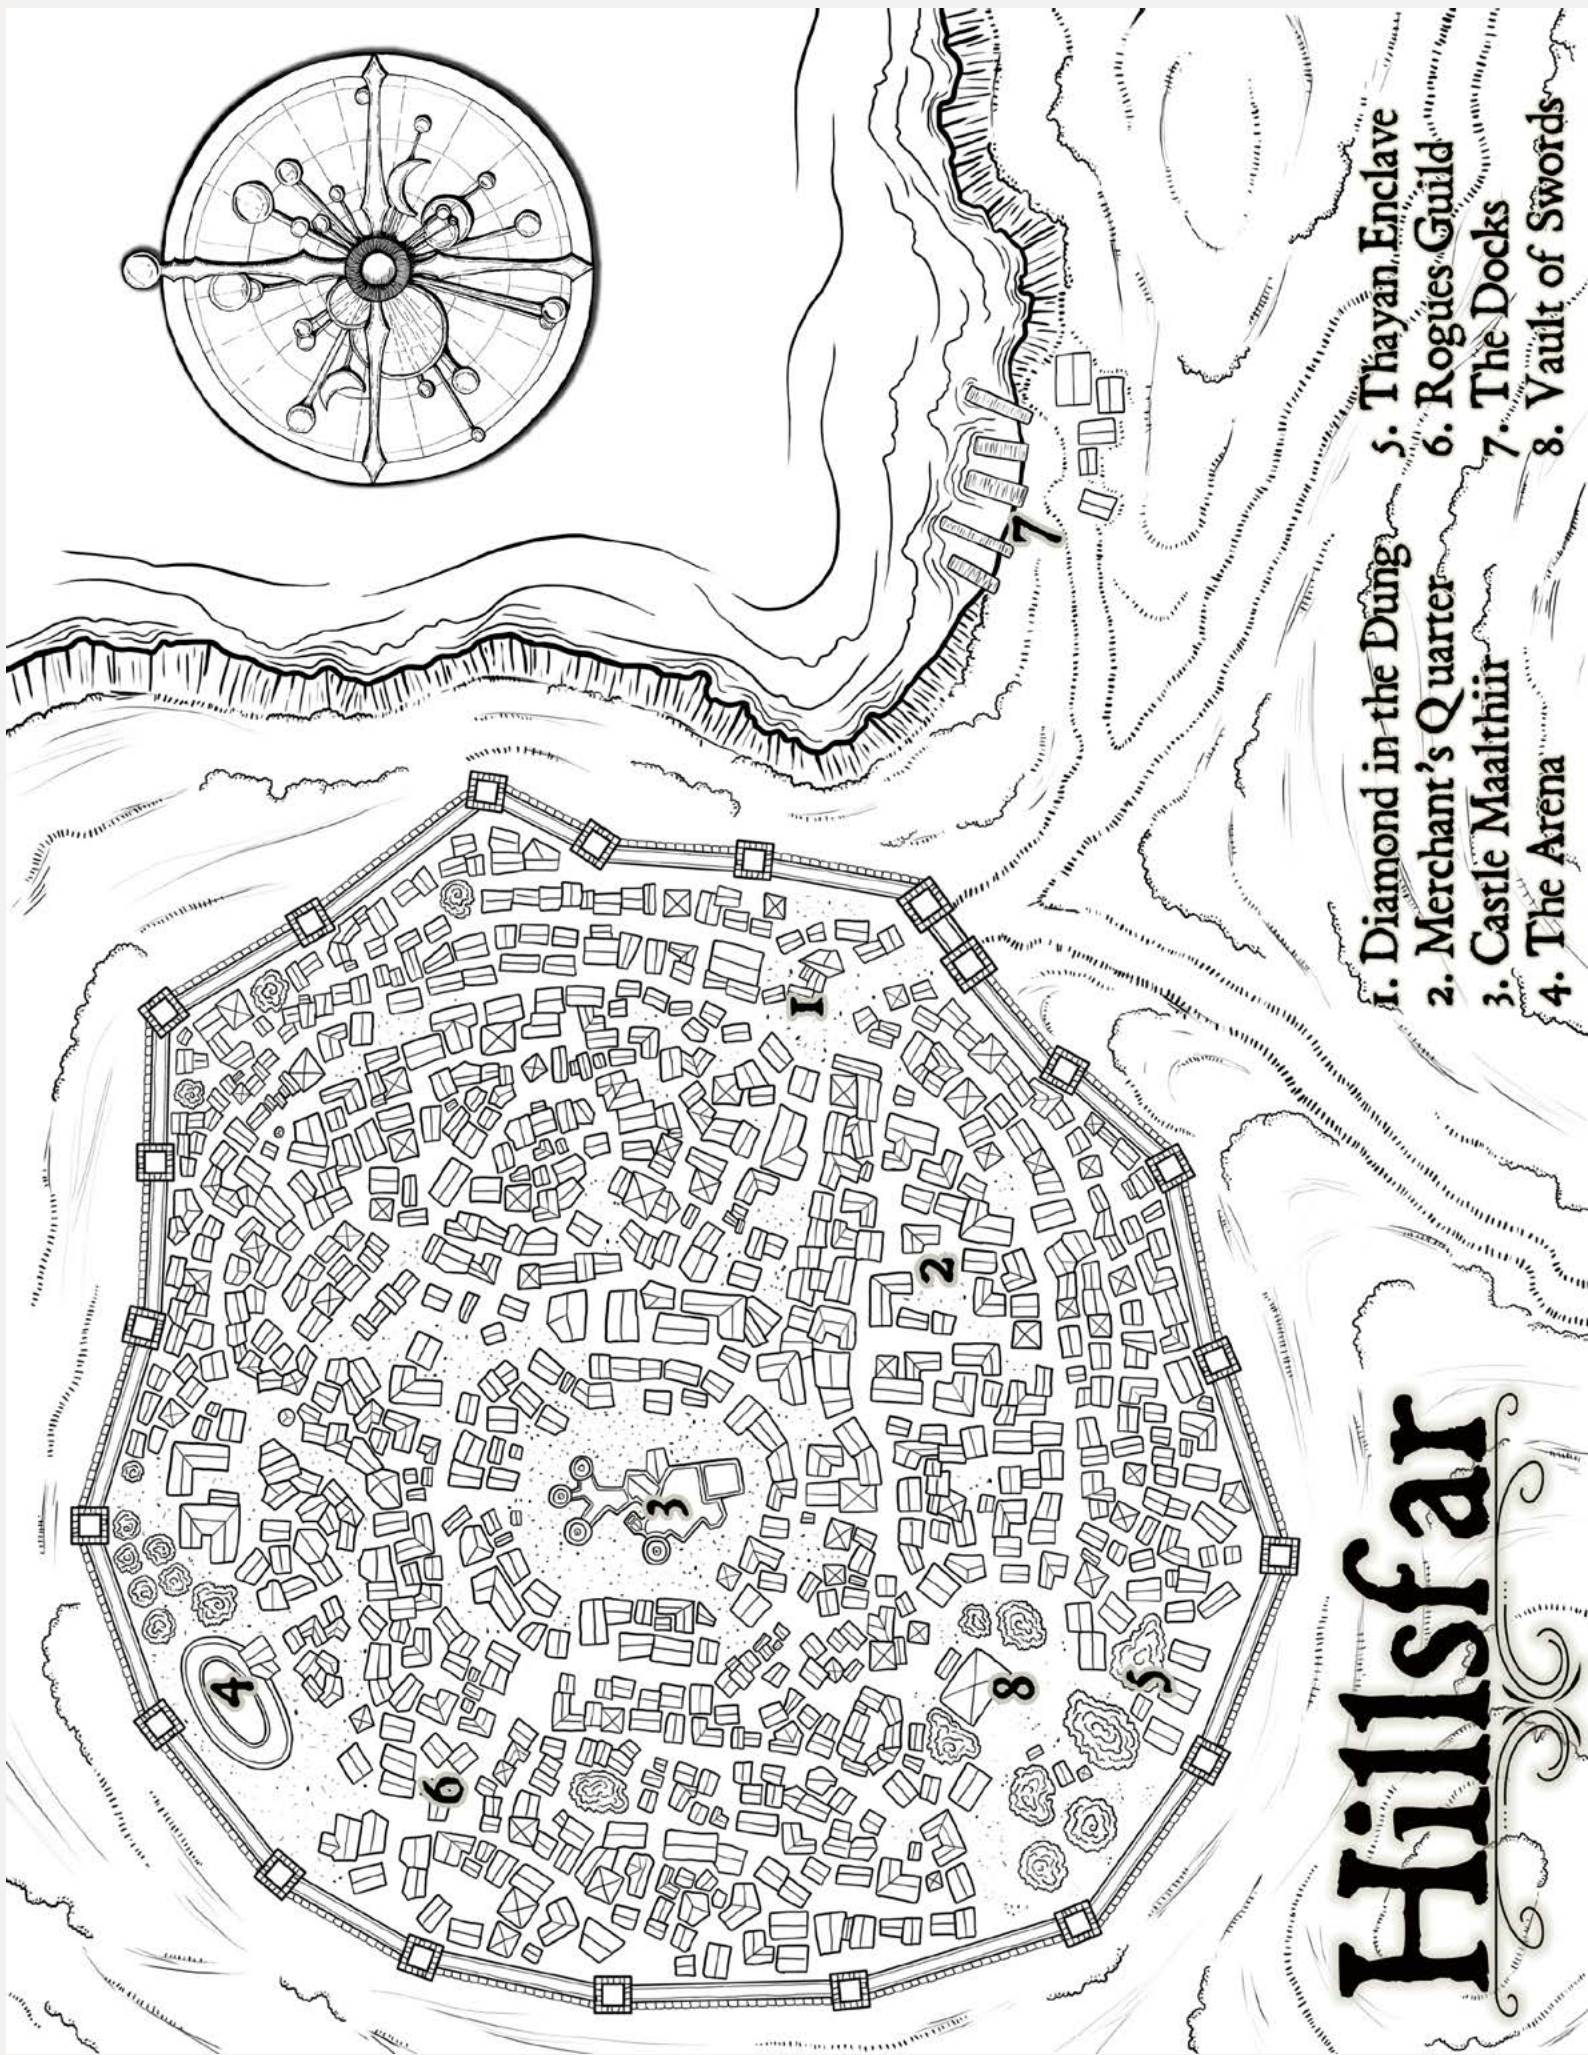 Hillsfar
1. Diamond in the Dung
2. Merchant's Quarter
3. Castle Maalthiir
4. The Arena
5. Thayan Enclave
6. Rogues Guild
7. The Docks
8. Vault of Swords
4
6
3
1
2
8
5
7